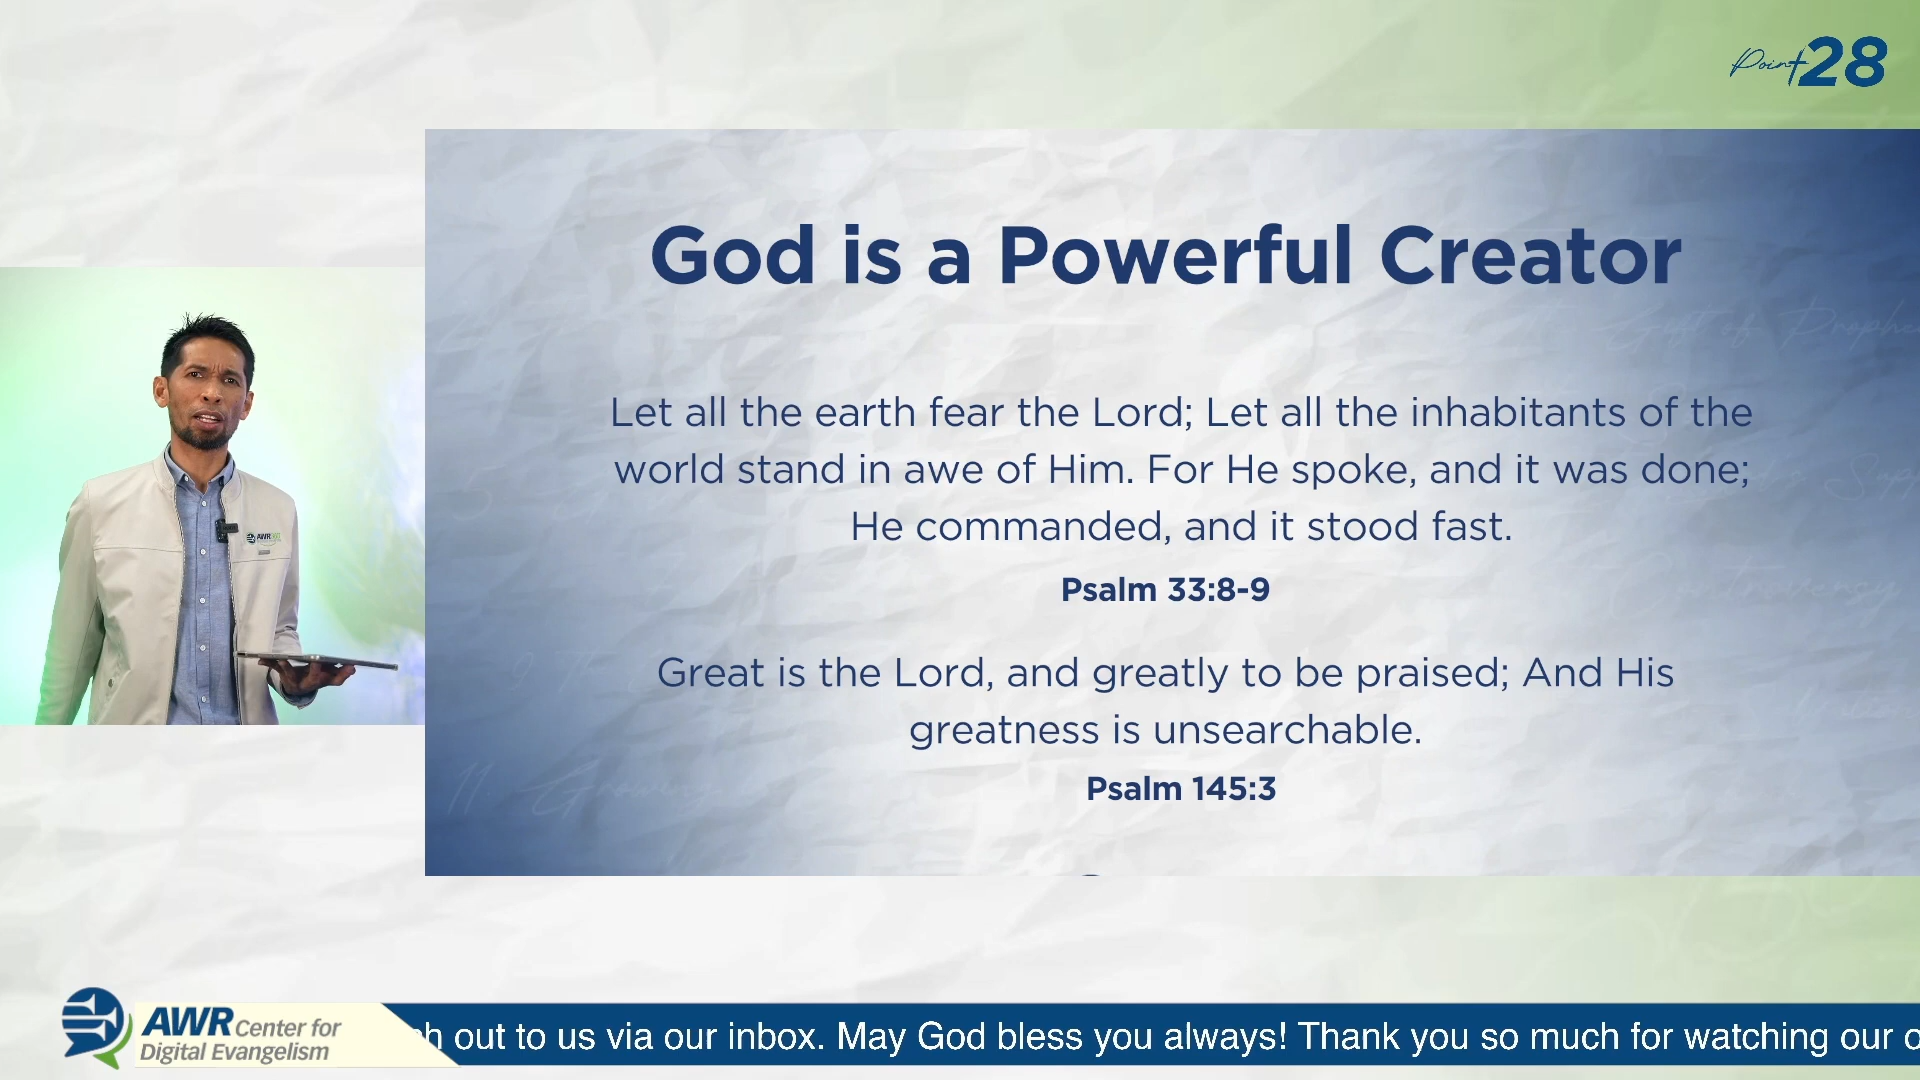 Point 28
God is a Powerful Creator
Let all the earth fear the Lord; Let all the inhabitants of the
world stand in awe of Him. For He spoke, and it was done;
He commanded, and it stood fast.
Psalm 33:8-9
Great is the Lord, and greatly to be praised; And His
greatness is unsearchable.
Psalm 145:3
AWR
AWR Center for
Digital Evangelism
out to us via our inbox. May God bless you always! Thank you so much for watching our